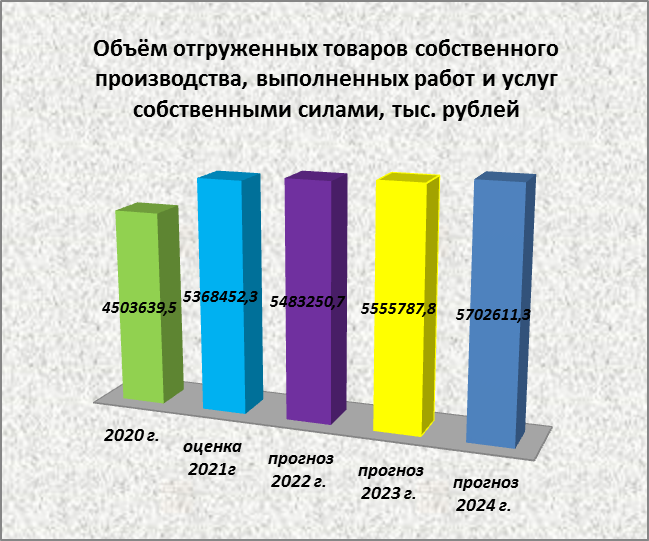 Объём отгруженных товаров собственного
производства, выполненных работ и услуг
собственными силами, тыс. рублей
4503639,5
5368452,3
5483250,7
5555787,8
5702611,3
2020 г.
оценка
2021г
прогноз
2022 г.
прогноз
2023 г.
прогноз
2024 г.